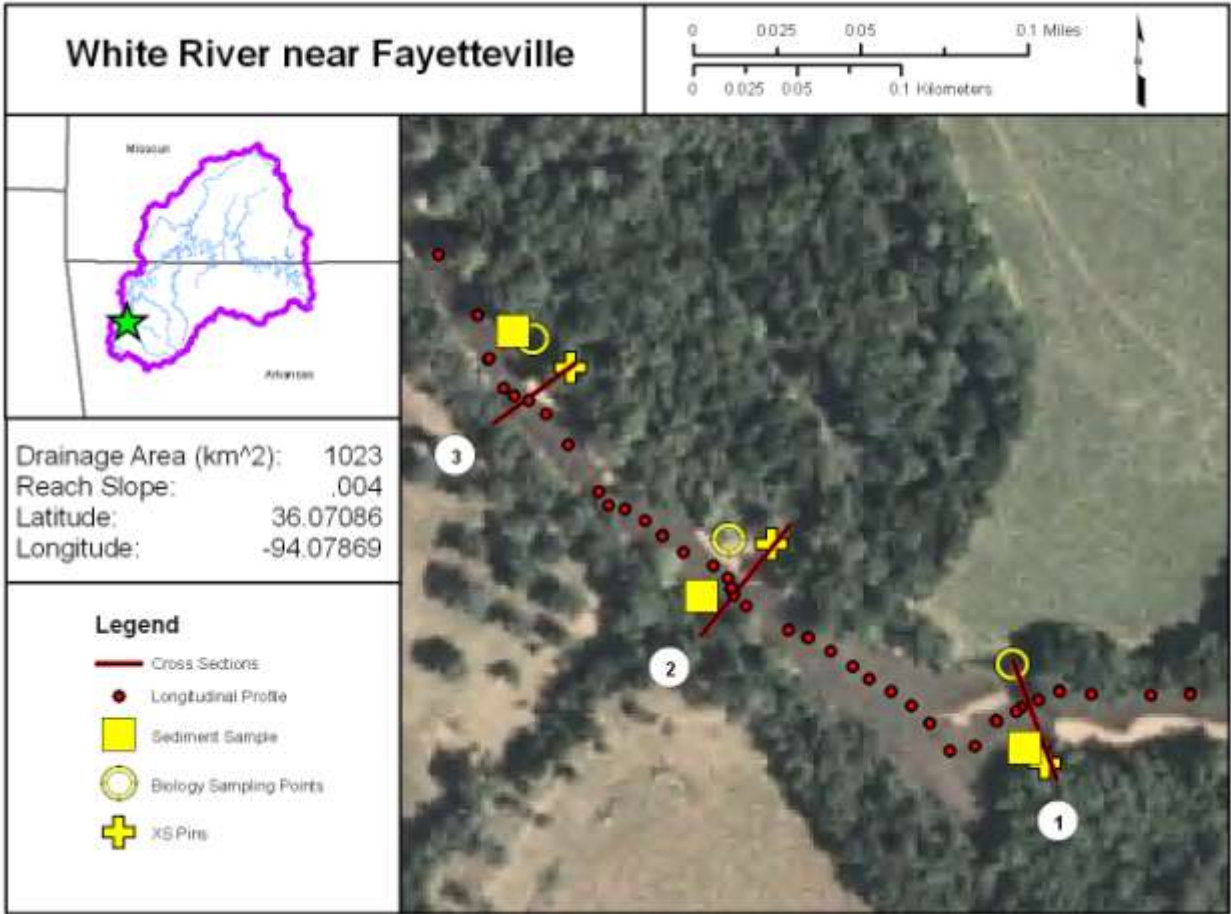 White River near Fayetteville
0 0.025 0.05 0.1 Miles
0 0.025 0.05 0.1 Kilometers
N
Missouri
Arkansas
Drainage Area (km^2): 1023
Reach Slope: .004
Latitude: 36.07086
Longitude: -94.07869
Legend
Cross Sections
Longitudinal Profile
Sediment Sample
Biology Sampling Points
XS Pins
3
2
1